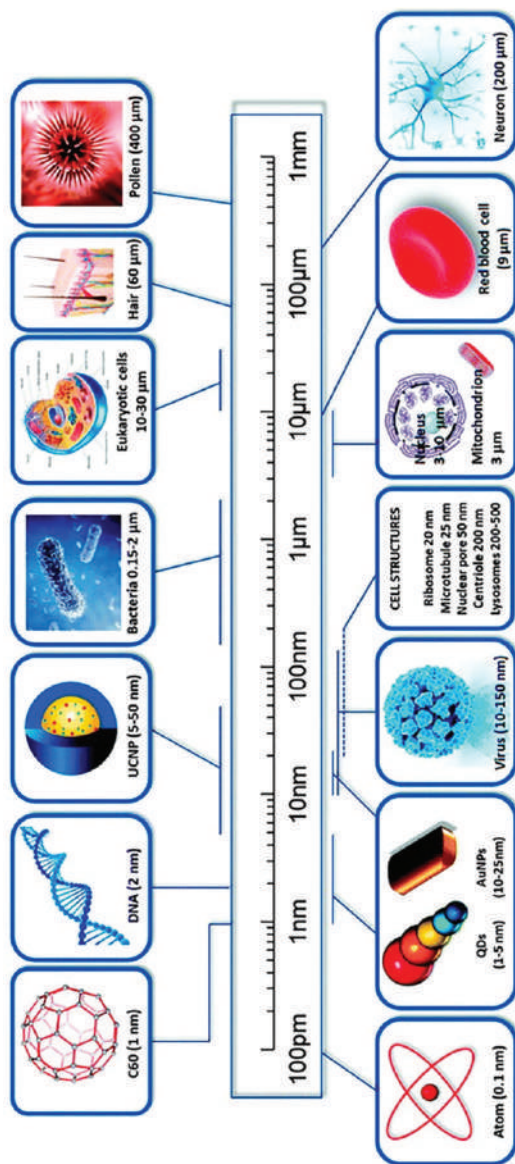 C60 (1 nm)
DNA (2 nm)
UCNP (5-50 nm)
Bacteria 0.15-2 µm
Eukaryotic cells
10-30 µm
Hair (60 µm)
Pollen (400 µm)
100pm
1nm
10nm
100nm
1µm
10µm
100µm
1mm
Atom (0.1 nm)
QDs
(1-5 nm)
AuNPs
(10-25nm)
Virus (10-150 nm)
CELL STRUCTURES
Ribosome 20 nm
Microtubule 25 nm
Nuclear pore 50 nm
Centriole 200 nm
Lysosomes 200-500
Nucleus
3-10 µm
Mitochondrion
3 µm
Red blood cell
(9 µm)
Neuron (200 µm)